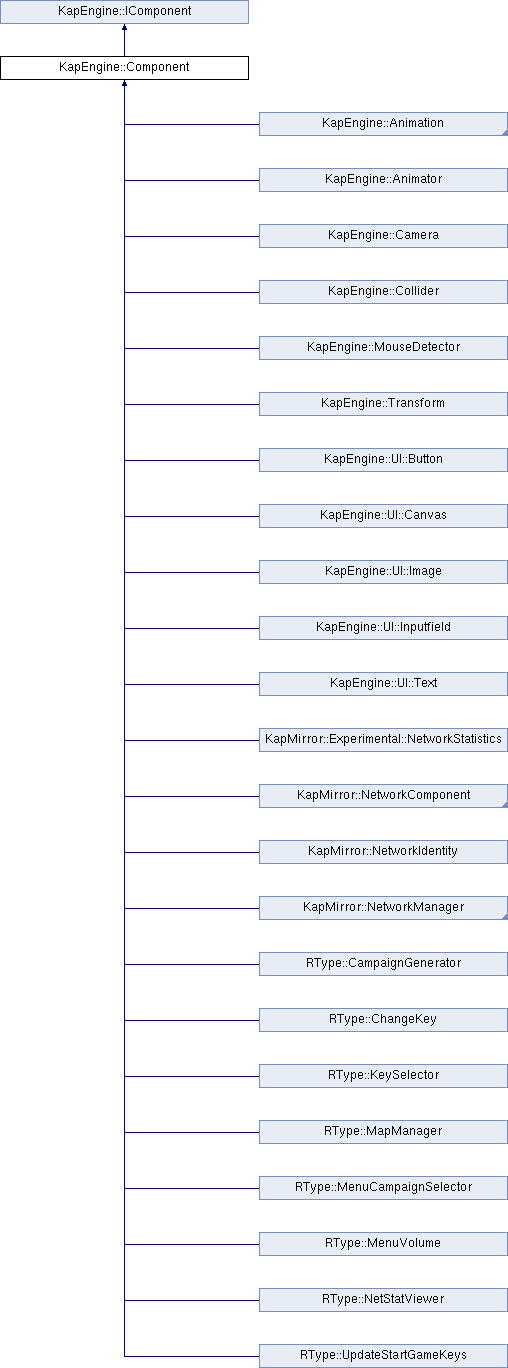 KapEngine::IComponent
KapEngine::Component
KapEngine::Animation
KapEngine::Animator
KapEngine::Camera
KapEngine::Collider
KapEngine::MouseDetector
KapEngine::Transform
KapEngine::UI::Button
KapEngine::UI::Canvas
KapEngine::UI::Image
KapEngine::UI::Inputfield
KapEngine::UI::Text
KapMirror::Experimental::NetworkStatistics
KapMirror::NetworkComponent
KapMirror::NetworkIdentity
KapMirror::NetworkManager
RType::CampaignGenerator
RType::ChangeKey
RType::KeySelector
RType::MapManager
RType::MenuCampaignSelector
RType::MenuVolume
RType::NetStatViewer
RType::UpdateStartGameKeys